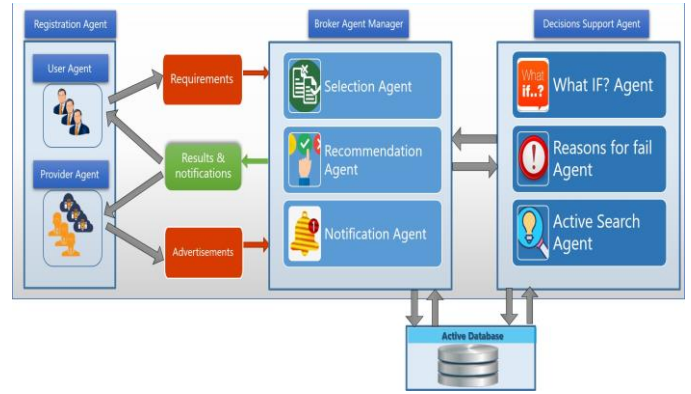 Registration Agent
Broker Agent Manager
Decisions Support Agent
User Agent
Requirements
Selection Agent
What
if..?
What IF? Agent
Results &
notifications
Recommendation
Agent
Reasons for fail
Agent
Provider Agent
Advertisements
Notification Agent
Active Search
Agent
Active Database